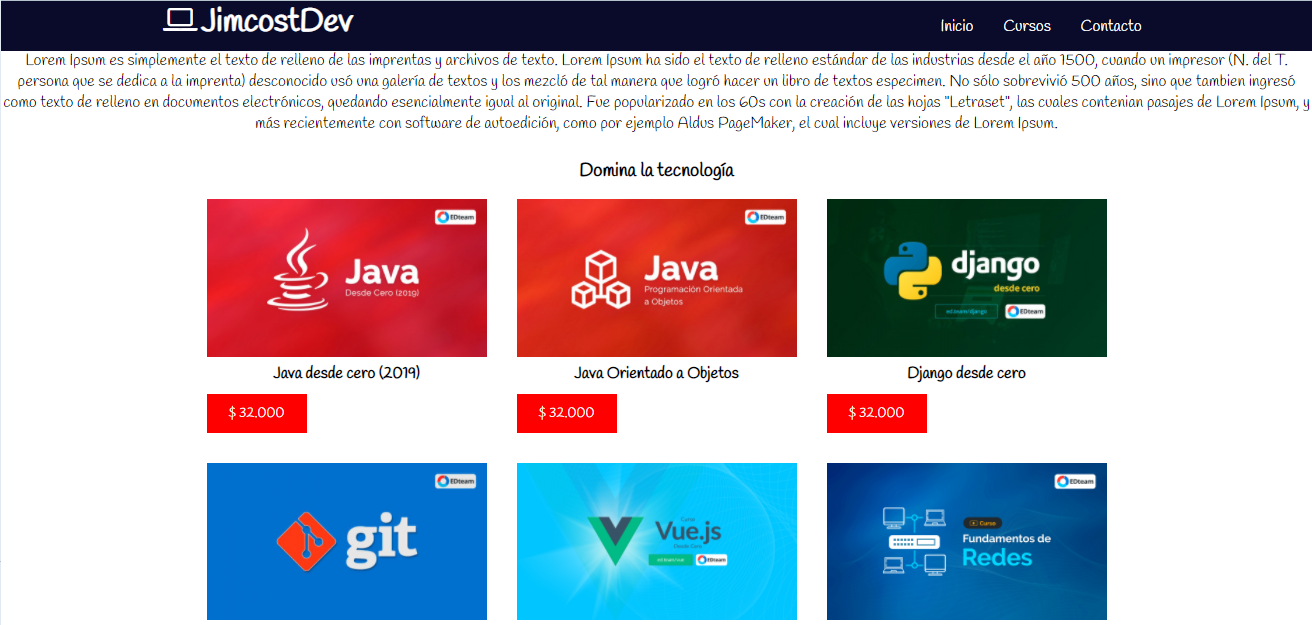 JimcostDev
Inicio Cursos Contacto
Lorem Ipsum es simplemente el texto de relleno de las imprentas y archivos de texto. Lorem Ipsum ha sido el texto de relleno estándar de las industrias desde el año 1500, cuando un impresor (N. del T.
persona que se dedica a la imprenta) desconocido usó una galería de textos y los mezcló de tal manera que logró hacer un libro de textos especimen. No sólo sobrevivió 500 años, sino que tambien ingresó
como texto de relleno en documentos electrónicos, quedando esencialmente igual al original. Fue popularizado en los 60s con la creación de las hojas "Letraset", las cuales contenian pasajes de Lorem Ipsum, y
más recientemente con software de autoedición, como por ejemplo Aldus PageMaker, el cual incluye versiones de Lorem Ipsum.
Domina la tecnología
EDteam
Java
Desde Cero (2019)
EDteam
Java
Programación Orientada
a Objetos
django
desde cero
ed.team/django
EDteam
Java desde cero (2019)
Java Orientado a Objetos
Django desde cero
$ 32.000
$ 32.000
$ 32.000
EDteam
git
Curso
Vue.js
Desde Cero
ed.team/vue
EDteam
EDteam
Curso
Fundamentos de
Redes